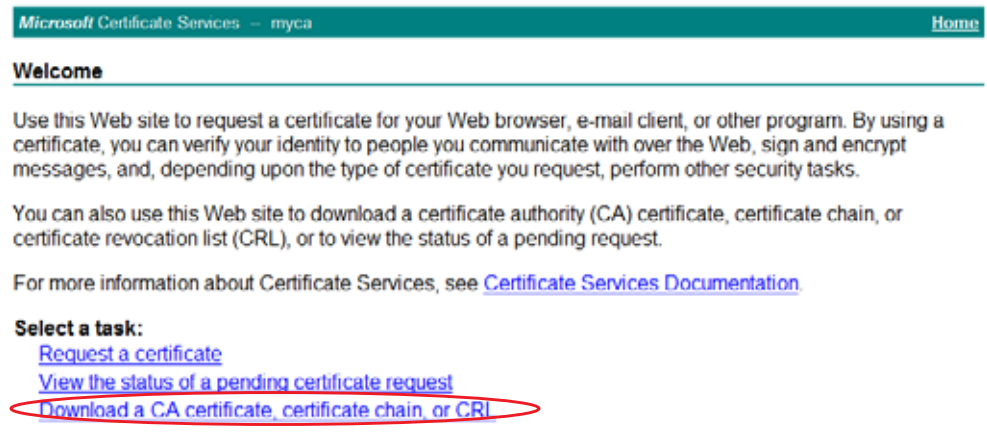 Microsoft Certificate Services -- myca Home
Welcome
Use this Web site to request a certificate for your Web browser, e-mail client, or other program. By using a
certificate, you can verify your identity to people you communicate with over the Web, sign and encrypt
messages, and, depending upon the type of certificate you request, perform other security tasks.
You can also use this Web site to download a certificate authority (CA) certificate, certificate chain, or
certificate revocation list (CRL), or to view the status of a pending request.
For more information about Certificate Services, see Certificate Services Documentation.
Select a task:
Request a certificate
View the status of a pending certificate request
Download a CA certificate, certificate chain, or CRL